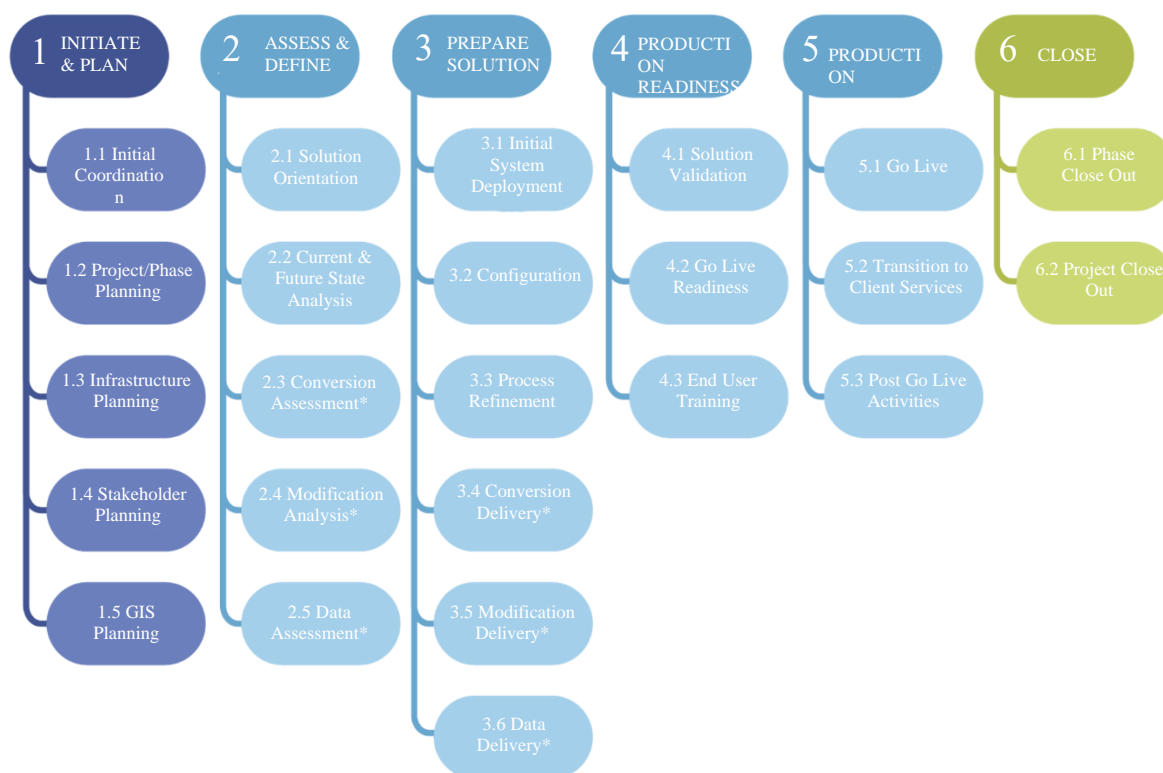 1
INITIATE
& PLAN
1.1 Initial
Coordinatio
n
1.2 Project/Phase
Planning
1.3 Infrastructure
Planning
1.4 Stakeholder
Planning
1.5 GIS
Planning
2
ASSESS &
DEFINE
2.1 Solution
Orientation
2.2 Current &
Future State
Analysis
2.3 Conversion
Assessment*
2.4 Modification
Analysis*
2.5 Data
Assessment*
3
PREPARE
SOLUTION
3.1 Initial
System
Deployment
3.2 Configuration
3.3 Process
Refinement
3.4 Conversion
Delivery*
3.5 Modification
Delivery*
3.6 Data
Delivery*
4
PRODUCTI
ON
READINESS
4.1 Solution
Validation
4.2 Go Live
Readiness
4.3 End User
Training
5
PRODUCTI
ON
5.1 Go Live
5.2 Transition to
Client Services
5.3 Post Go Live
Activities
6
CLOSE
6.1 Phase
Close Out
6.2 Project Close
Out